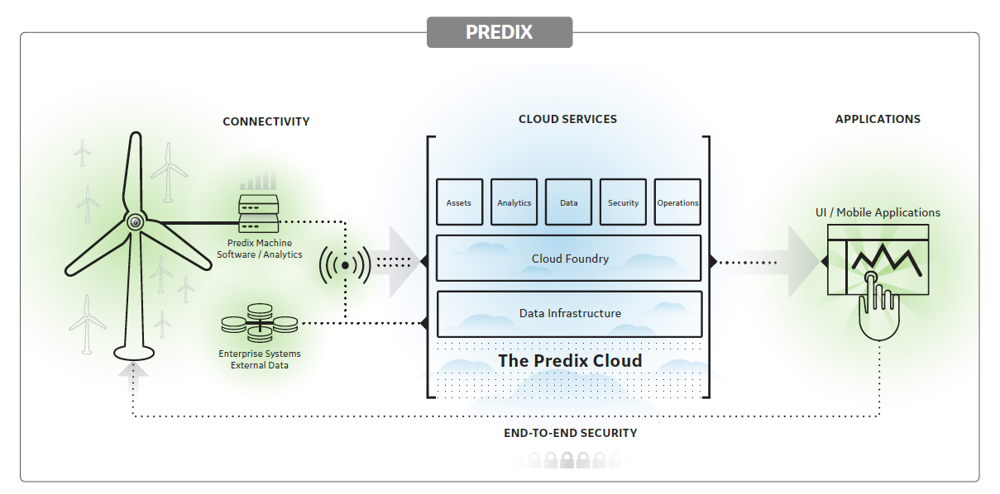 PREDIX
CONNECTIVITY
CLOUD SERVICES
APPLICATIONS
Assets
Analytics
Data
Security
Operations
UI / Mobile Applications
Predix Machine
Software / Analytics
Cloud Foundry
Data Infrastructure
Enterprise Systems
External Data
The Predix Cloud
END-TO-END SECURITY